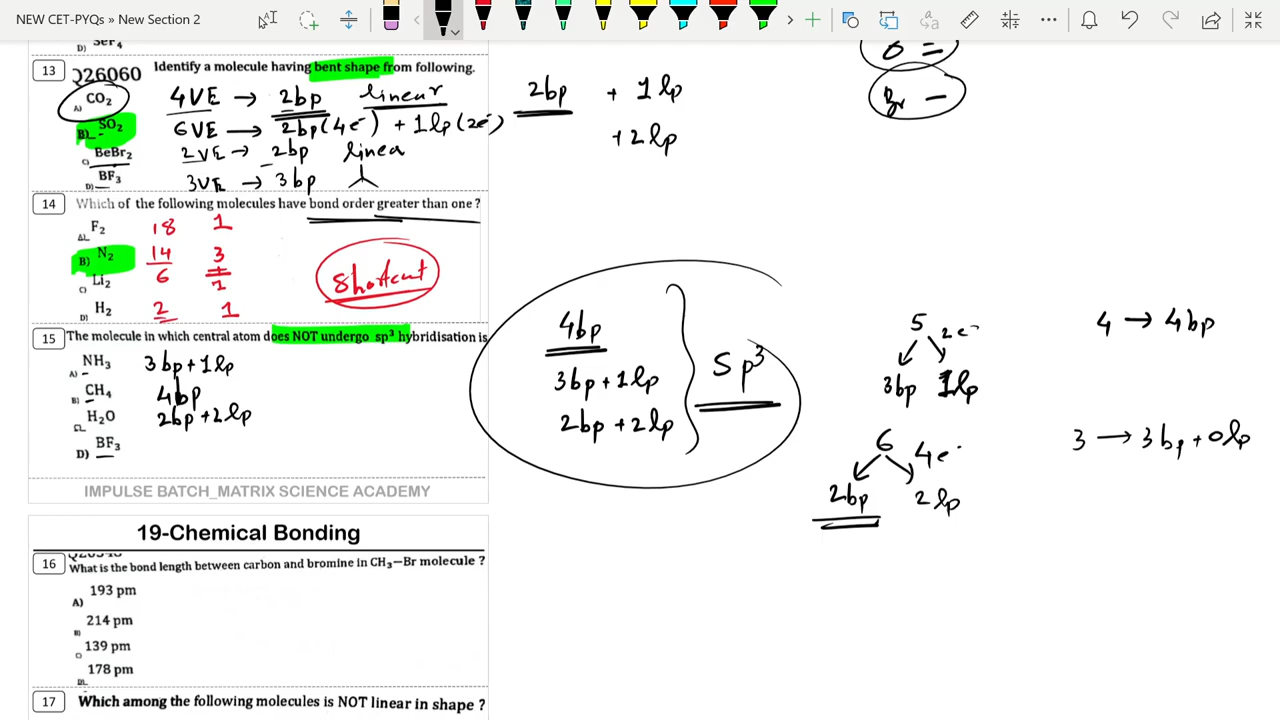 NEW CET-PYQs » New Section 2
D) SeF4
13 Q26060 Identify a molecule having bent shape from following.
A) CO2 4VE → 2bp linear
B) SO2 6VE → 2bp(4e⁻) + 1lp(2e⁻)
C) BeBr2 2VE → 2bp linea
D) BF3 3VE → 3bp
2bp + 1lp
+2lp
Br –
14 Which of the following molecules have bond order greater than one ?
A) F2 18 1
B) N2 14 3
C) Li2 6 1
D) H2 2 1
Shortcut
15 The molecule in which central atom does NOT undergo sp³ hybridisation is
A) NH3 3bp+1lp
B) CH4 4bp
C) H2O 2bp+2lp
D) BF3
4bp
3bp+1lp
2bp+2lp
Sp³
5 2e⁻
3bp 1lp
6 4e⁻
2bp 2lp
4 → 4bp
3 → 3bp+0lp
IMPULSE BATCH_MATRIX SCIENCE ACADEMY
19-Chemical Bonding
16 What is the bond length between carbon and bromine in CH3–Br molecule ?
A) 193 pm
B) 214 pm
C) 139 pm
D) 178 pm
17 Which among the following molecules is NOT linear in shape ?